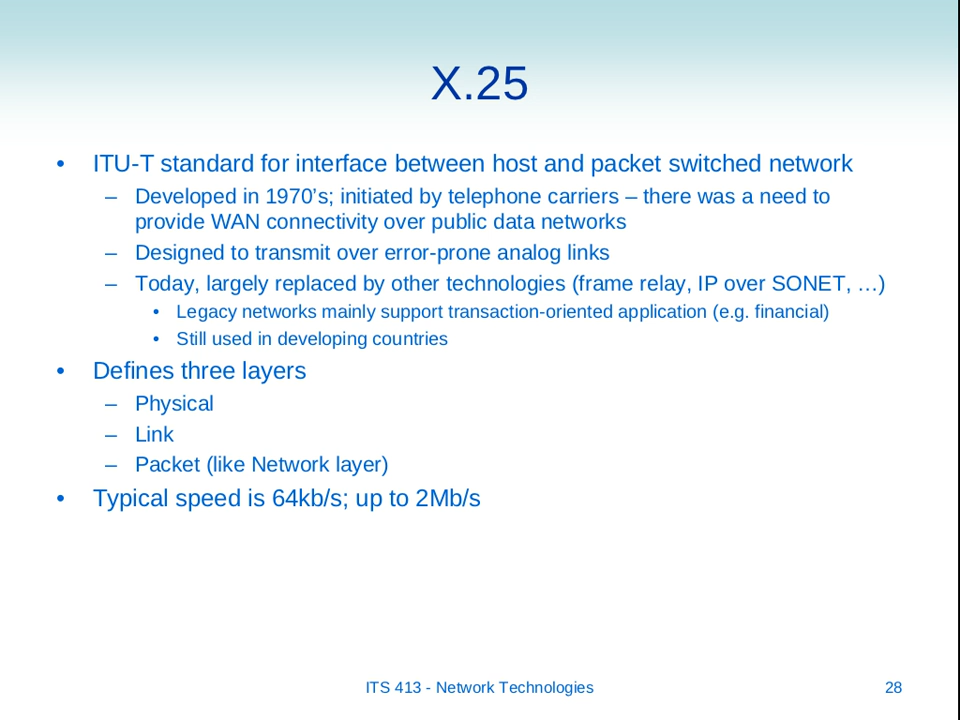 X.25
• ITU-T standard for interface between host and packet switched network
– Developed in 1970’s; initiated by telephone carriers – there was a need to
provide WAN connectivity over public data networks
– Designed to transmit over error-prone analog links
– Today, largely replaced by other technologies (frame relay, IP over SONET, …)
• Legacy networks mainly support transaction-oriented application (e.g. financial)
• Still used in developing countries
• Defines three layers
– Physical
– Link
– Packet (like Network layer)
• Typical speed is 64kb/s; up to 2Mb/s
ITS 413 - Network Technologies
28